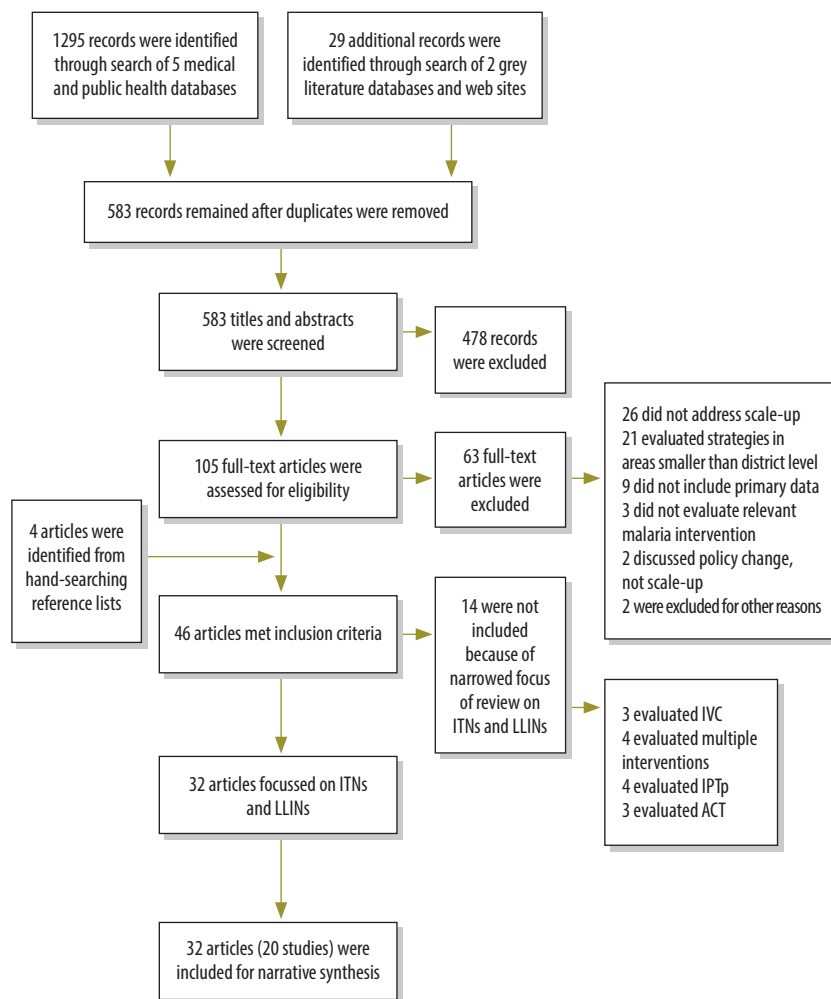 1295 records were identified
through search of 5 medical
and public health databases
29 additional records were
identified through search of 2 grey
literature databases and web sites
583 records remained after duplicates were removed
583 titles and abstracts
were screened
478 records
were excluded
105 full-text articles were
assessed for eligibility
63 full-text
articles were
excluded
26 did not address scale-up
21 evaluated strategies in
areas smaller than district level
9 did not include primary data
3 did not evaluate relevant
malaria intervention
2 discussed policy change,
not scale-up
2 were excluded for other reasons
4 articles were
identified from
hand-searching
reference lists
46 articles met inclusion criteria
14 were not
included
because of
narrowed focus
of review on
ITNs and LLINs
3 evaluated IVC
4 evaluated multiple
interventions
4 evaluated IPTp
3 evaluated ACT
32 articles focussed on ITNs
and LLINs
32 articles (20 studies) were
included for narrative synthesis